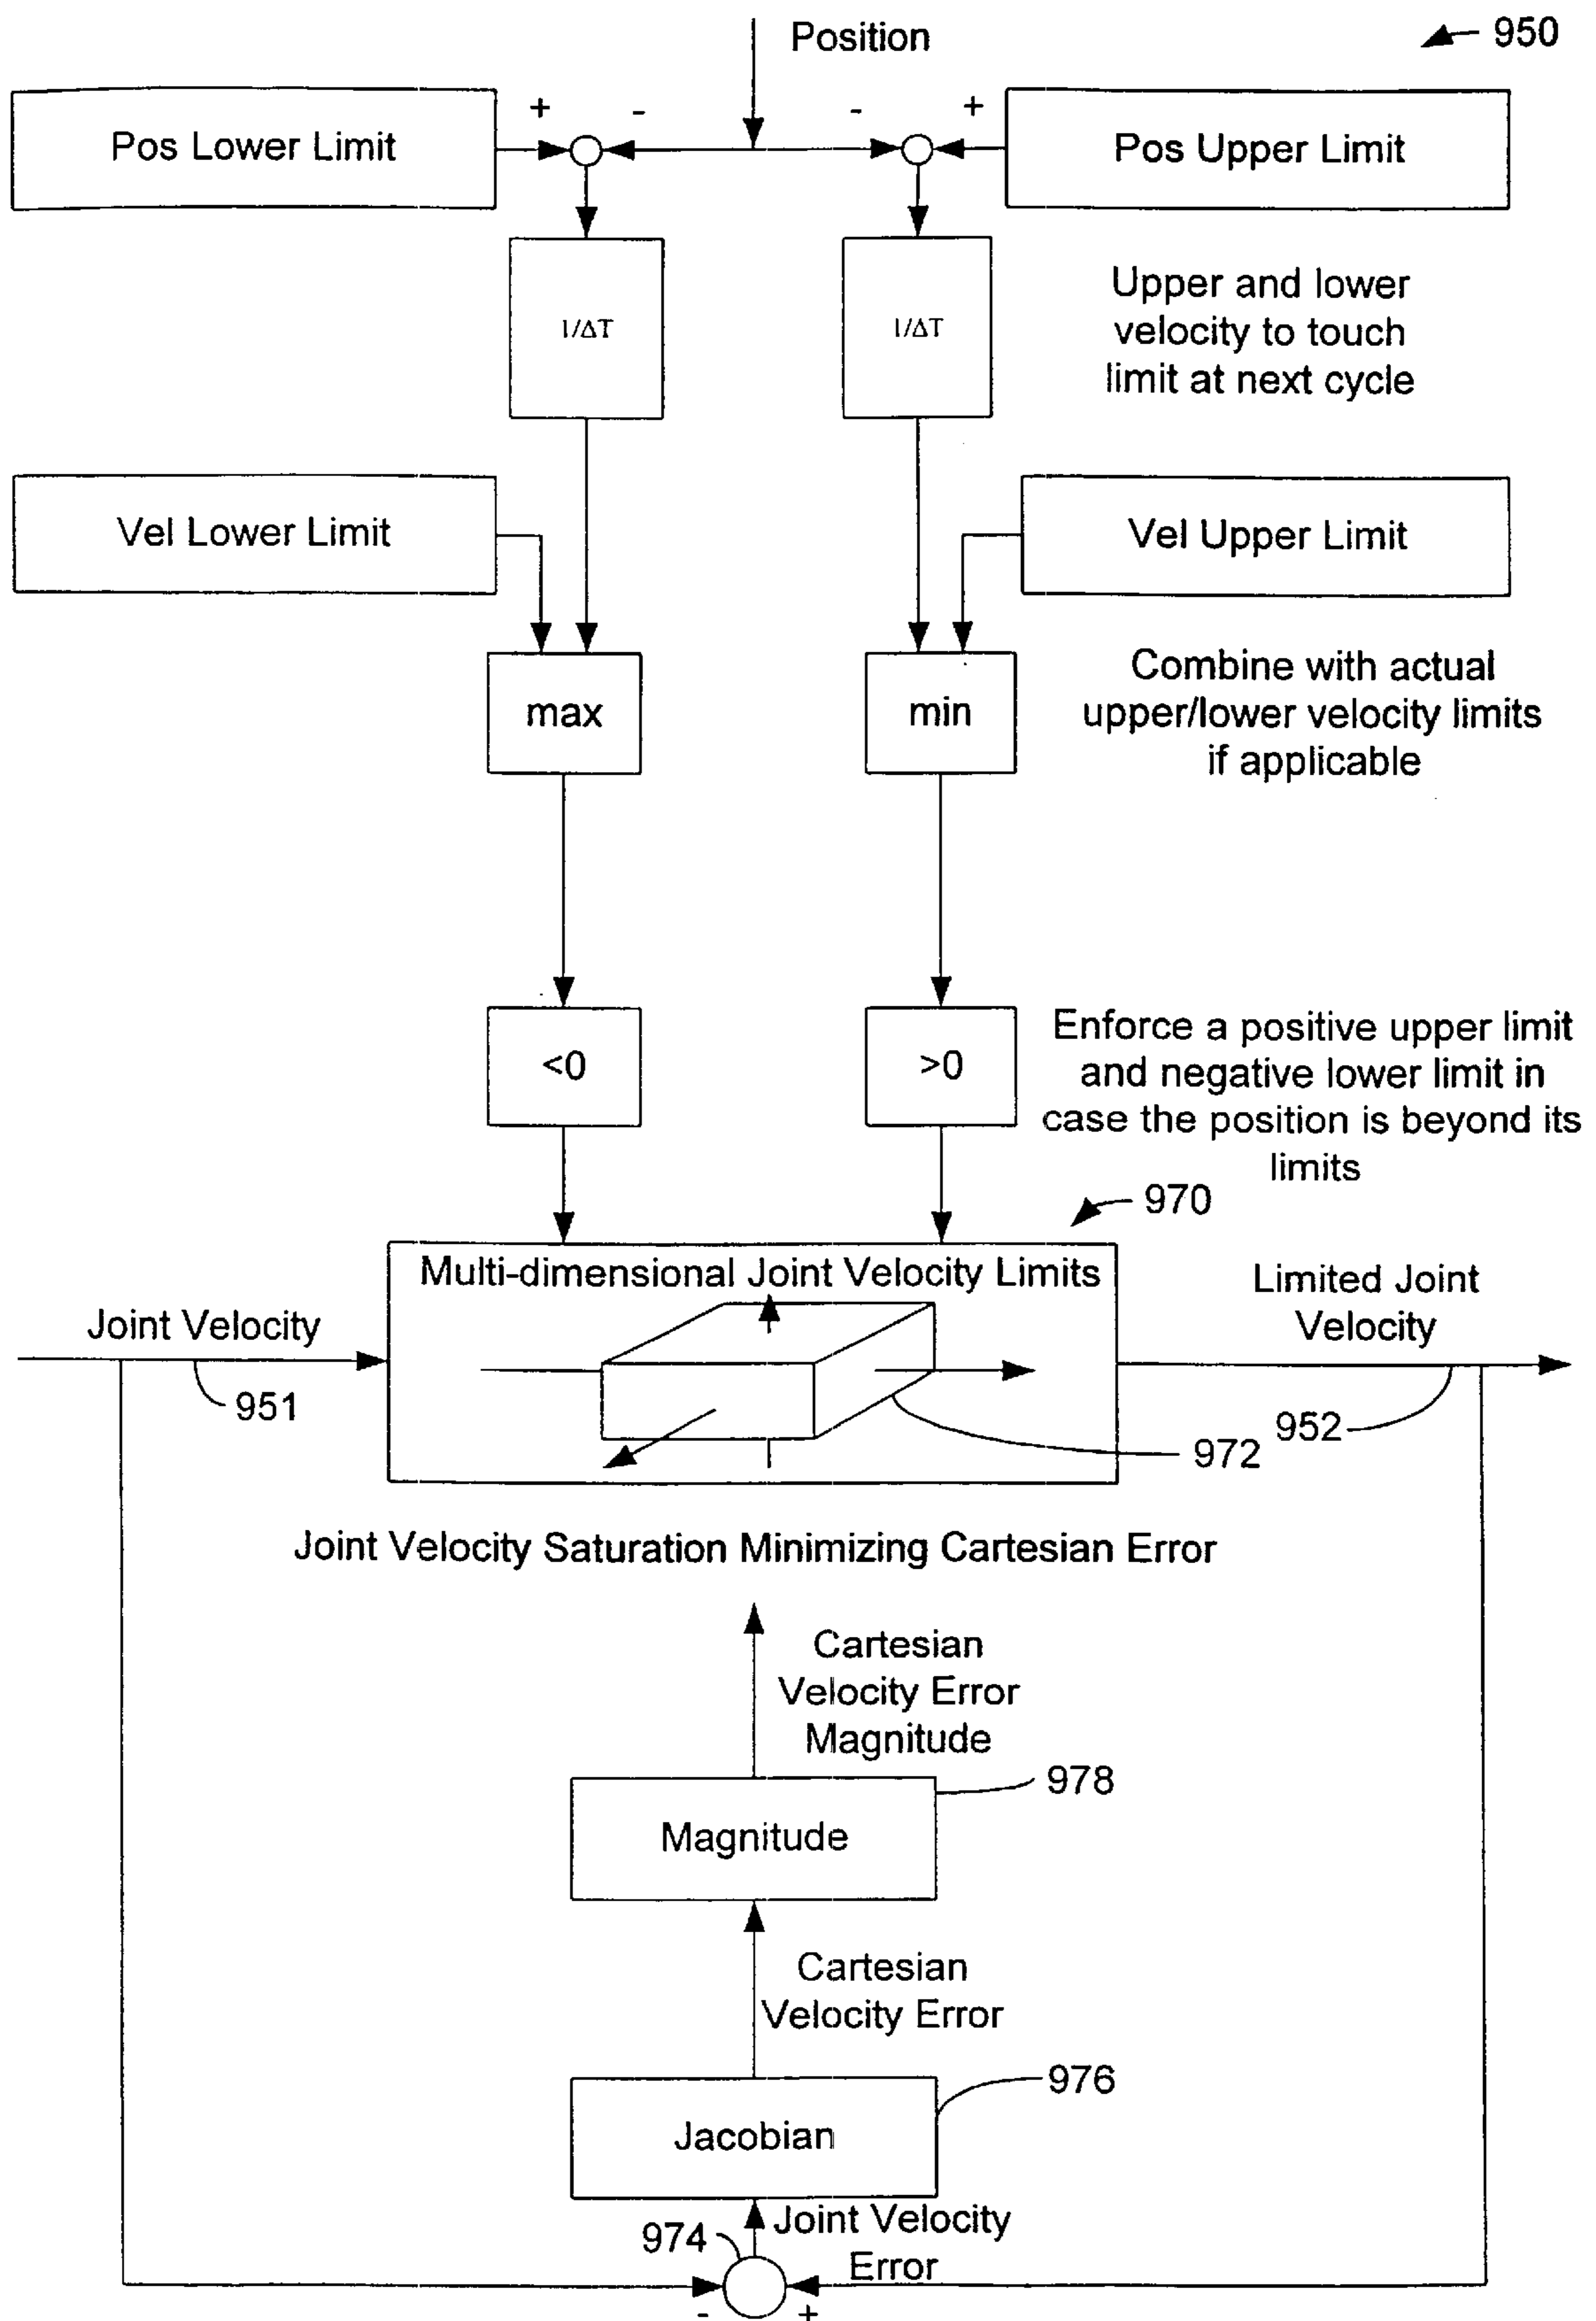 Position
950
+
-
-
+
Pos Lower Limit
Pos Upper Limit
1/ΔT
1/ΔT
Upper and lower
velocity to touch
limit at next cycle
Vel Lower Limit
Vel Upper Limit
max
min
Combine with actual
upper/lower velocity limits
if applicable
<0
>0
Enforce a positive upper limit
and negative lower limit in
case the position is beyond its
limits
970
Multi-dimensional Joint Velocity Limits
Joint Velocity
Limited Joint
Velocity
951
952
972
Joint Velocity Saturation Minimizing Cartesian Error
Cartesian
Velocity Error
Magnitude
978
Magnitude
Cartesian
Velocity Error
976
Jacobian
974
Joint Velocity
Error
-
+